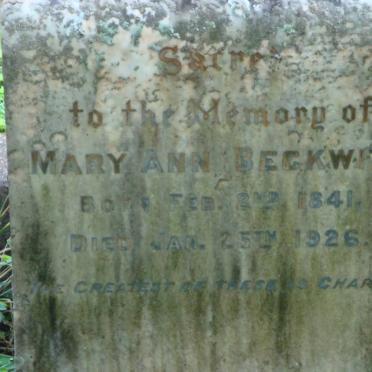 Sacred
to the Memory of
MARY ANN BECKWI
BORN FEB. 2ND 1841.
DIED JAN. 25TH 1926.
THE GREATEST OF THESE IS CHAR